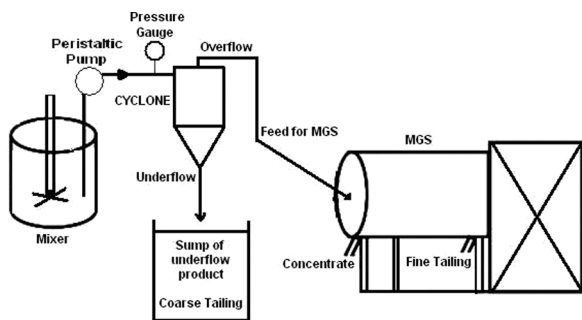 Pressure
Gauge
Peristaltic
Pump
Overflow
CYCLONE
Feed for MGS
MGS
Underflow
Mixer
Sump of
underflow
product
Coarse Tailing
Concentrate
Fine Tailing